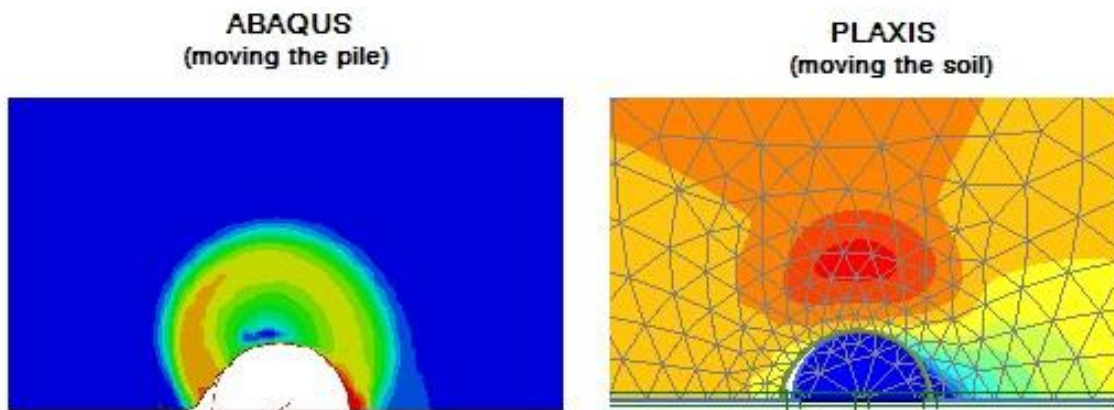 ABAQUS
(moving the pile)
PLAXIS
(moving the soil)